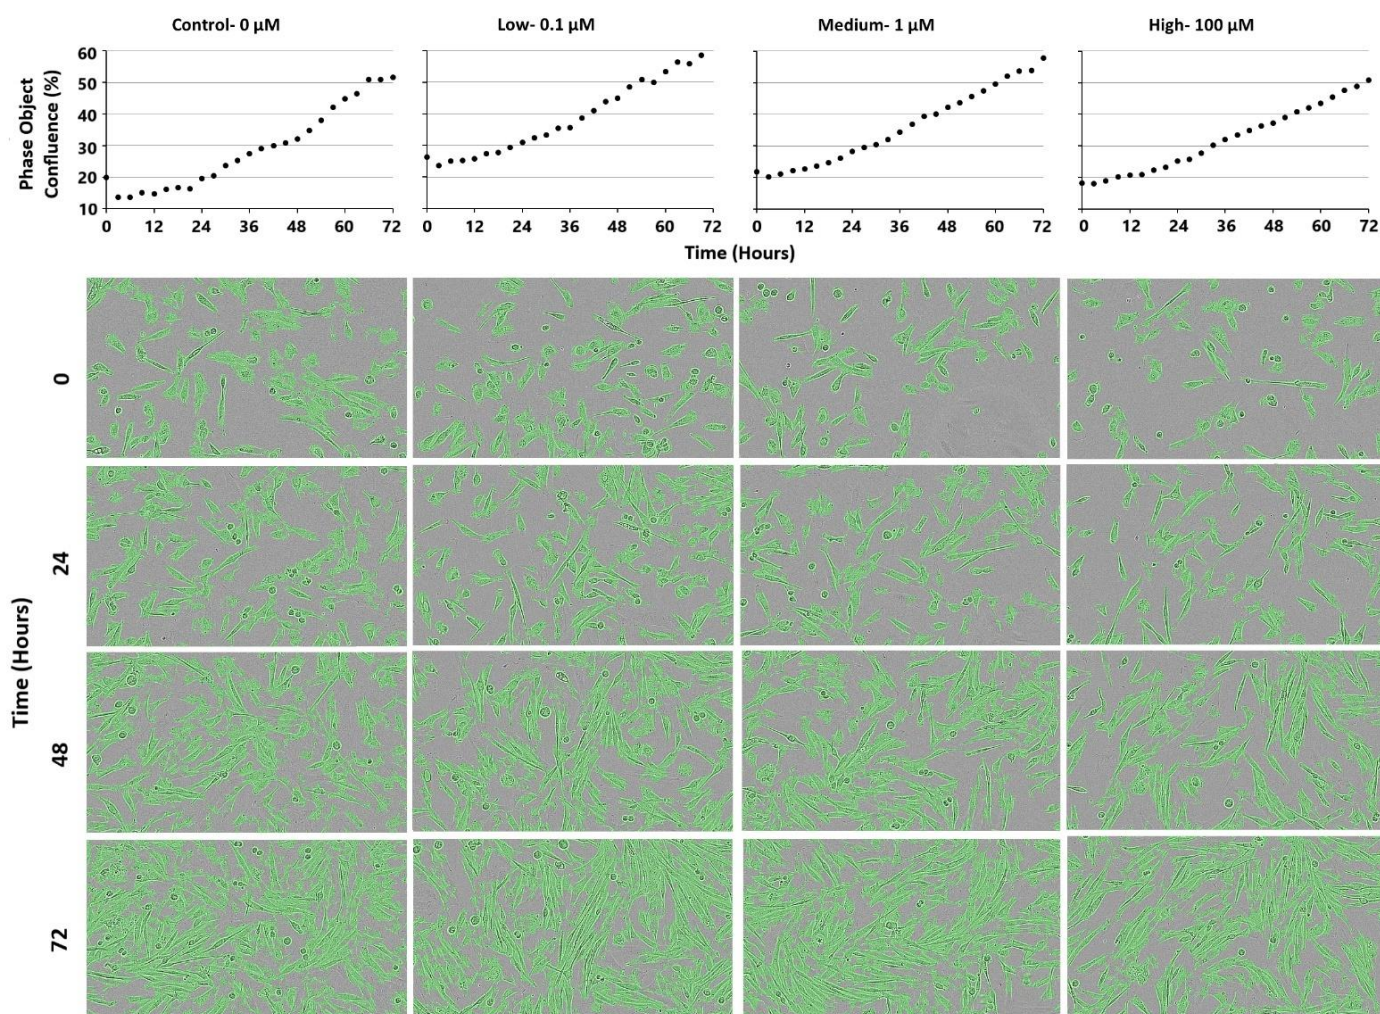 Control- 0 µM
Low- 0.1 µM
Medium- 1 µM
High- 100 µM
Phase Object
Confluence (%)
60
50
40
30
20
10
0 12 24 36 48 60 72
0 12 24 36 48 60 72
0 12 24 36 48 60 72
0 12 24 36 48 60 72
Time (Hours)
Time (Hours)
0
24
48
72